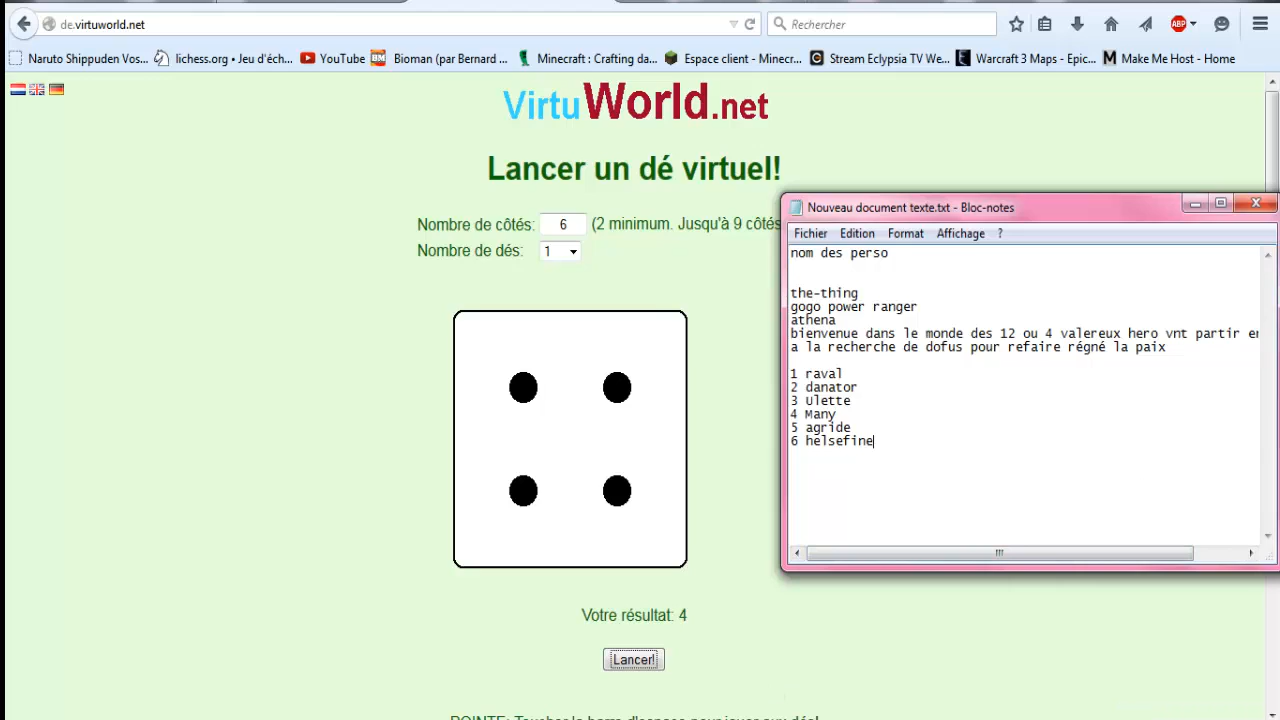 de.virtuworld.net
Rechercher
ABP
Naruto Shippuden Vos...
lichess.org • Jeu d'éch...
YouTube
BM Bioman (par Bernard ...
Minecraft : Crafting da...
Espace client - Minecr...
Stream Eclypsia TV We...
Warcraft 3 Maps - Epic...
M Make Me Host - Home
VirtuWorld.net
Lancer un dé virtuel!
Nombre de côtés: 6 (2 minimum. Jusqu'à 9 côtés
Nombre de dés: 1
Votre résultat: 4
Lancer!
Nouveau document texte.txt - Bloc-notes
Fichier Edition Format Affichage ?
nom des perso
the-thing
gogo power ranger
athena
bienvenue dans le monde des 12 ou 4 valereux hero vnt partir en
a la recherche de dofus pour refaire régné la paix
1 raval
2 danator
3 Ulette
4 Many
5 agride
6 helsefine